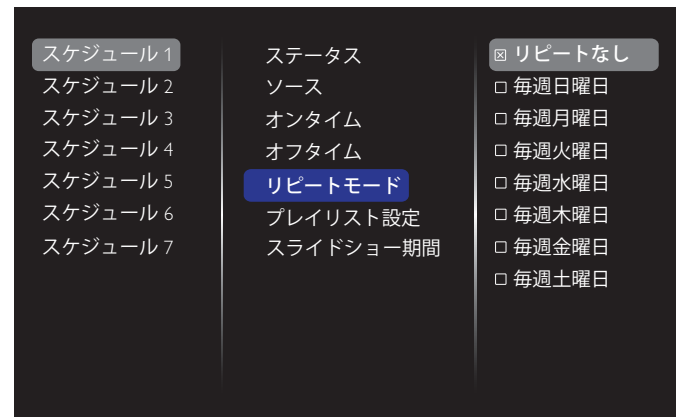 スケジュール 1
スケジュール 2
スケジュール 3
スケジュール 4
スケジュール 5
スケジュール 6
スケジュール 7
ステータス
ソース
オンタイム
オフタイム
リピートモード
プレイリスト設定
スライドショー期間
リピートなし
毎週日曜日
毎週月曜日
毎週火曜日
毎週水曜日
毎週木曜日
毎週金曜日
毎週土曜日